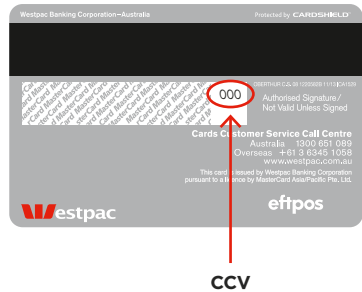 Westpac Banking Corporation–Australia
Protected by CARDSHIELD®
000
Authorised Signature/
Not Valid Unless Signed
Cards Customer Service Call Centre
Australia 1300 651 089
Overseas +61 3 6345 1058
www.westpac.com.au
This card is issued by Westpac Banking Corporation
pursuant to a licence by MasterCard Asia/Pacific Pte, Ltd.
Westpac
eftpos
CCV